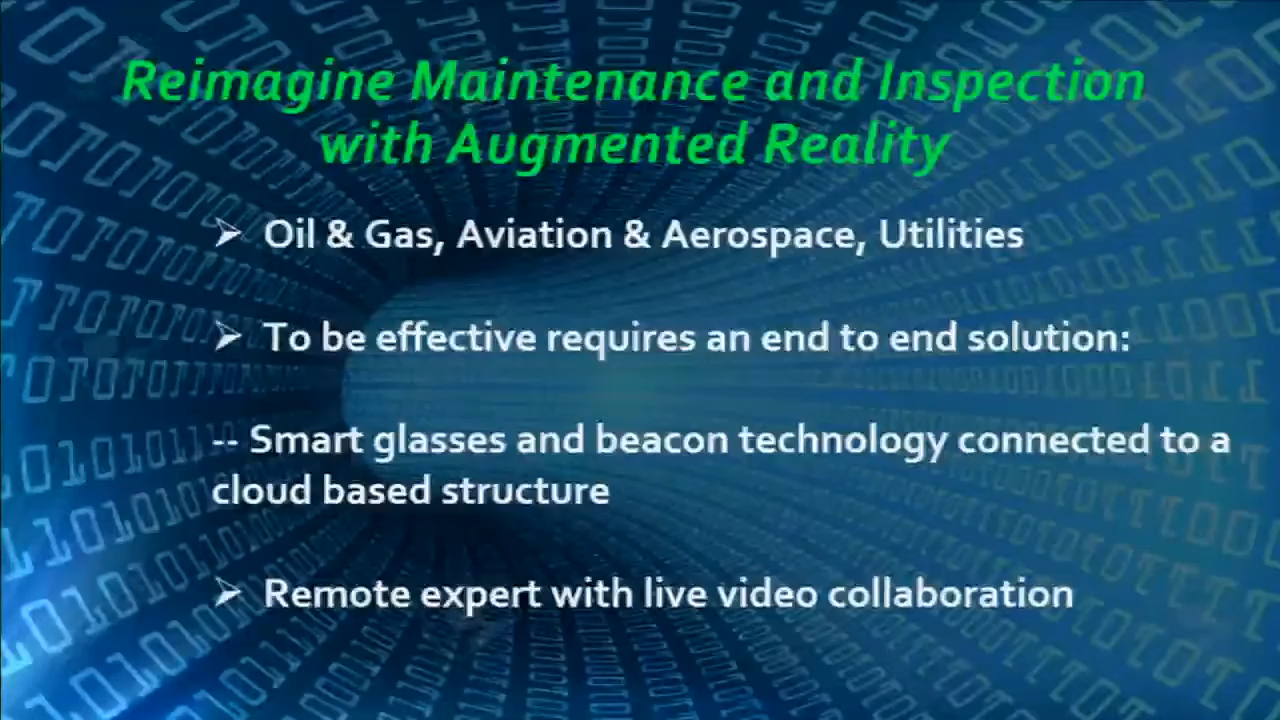 Reimagine Maintenance and Inspection
with Augmented Reality
➢ Oil & Gas, Aviation & Aerospace, Utilities
➢ To be effective requires an end to end solution:
-- Smart glasses and beacon technology connected to a
cloud based structure
➢ Remote expert with live video collaboration